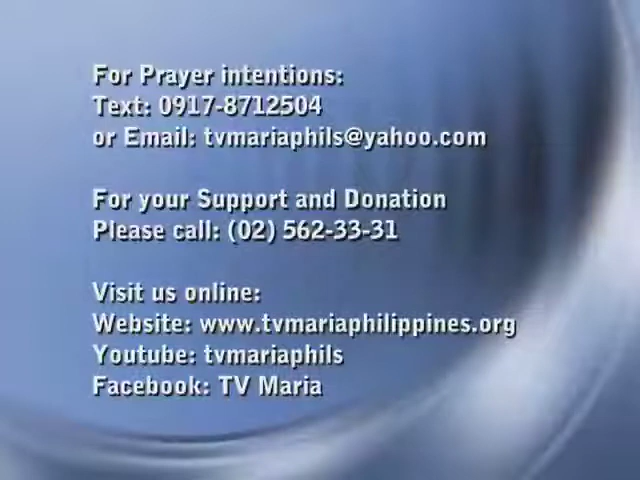 For Prayer intentions:
Text: 0917-8712504
or Email: tvmariaphils@yahoo.com
For your Support and Donation
Please call: (02) 562-33-31
Visit us online:
Website: www.tvmariaphilippines.org
Youtube: tvmariaphils
Facebook: TV Maria